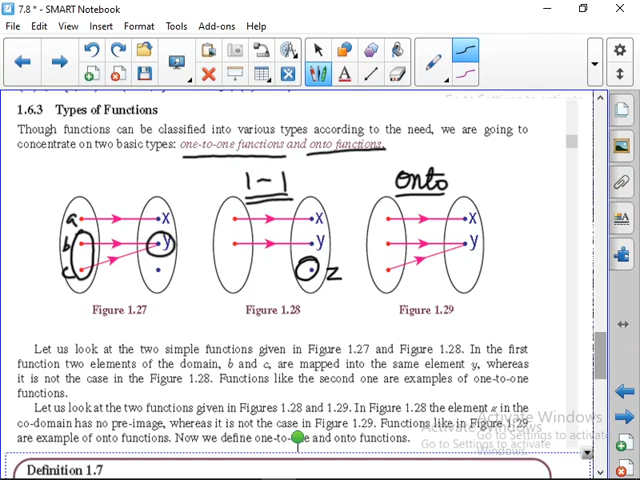 7.8 * - SMART Notebook
File Edit View Insert Format Tools Add-ons Help
1.6.3 Types of Functions
Though functions can be classified into various types according to the need, we are going to
concentrate on two basic types: one-to-one functions and onto functions.
1-1
onto
a
x
x
x
b
y
y
y
c
z
Figure 1.27
Figure 1.28
Figure 1.29
Let us look at the two simple functions given in Figure 1.27 and Figure 1.28. In the first
function two elements of the domain, b and c, are mapped into the same element y, whereas
it is not the case in the Figure 1.28. Functions like the second one are examples of one-to-one
functions.
Let us look at the two functions given in Figures 1.28 and 1.29. In Figure 1.28 the element z in the
co-domain has no pre-image, whereas it is not the case in Figure 1.29. Functions like in Figure 1.29
are example of onto functions. Now we define one-to-one and onto functions.
Activate Windows
Go to Settings to activate
Windows.
Definition 1.7